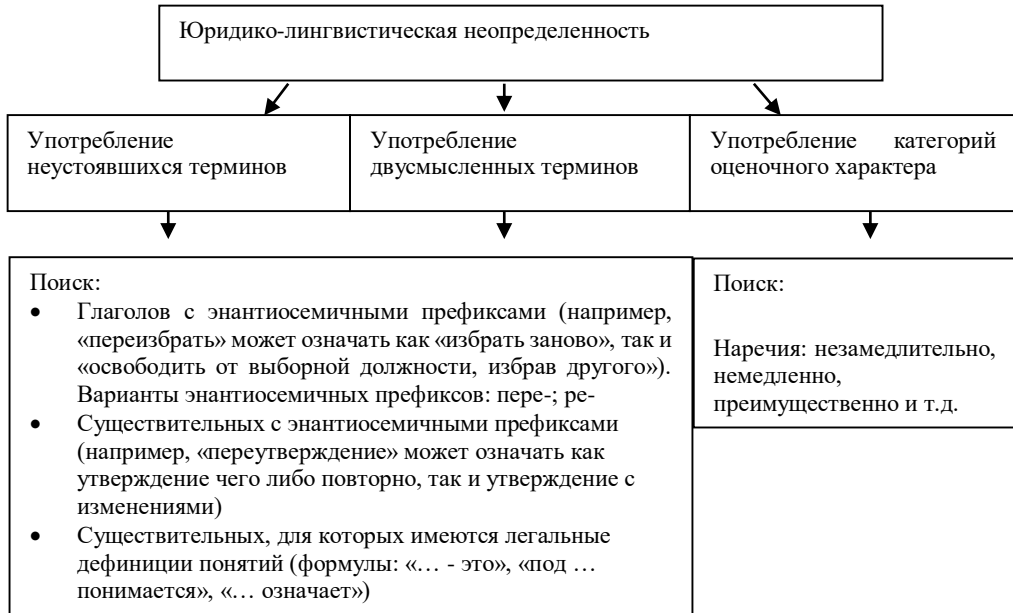 Юридико-лингвистическая неопределенность
Употребление
неустоявшихся терминов
Употребление
двусмысленных терминов
Употребление категорий
оценочного характера
Поиск:
• Глаголов с энантиосемичными префиксами (например,
«переизбрать» может означать как «избрать заново», так и
«освободить от выборной должности, избрав другого»).
Варианты энантиосемичных префиксов: пере-; ре-
• Существительных с энантиосемичными префиксами
(например, «переутверждение» может означать как
утверждение чего либо повторно, так и утверждение с
изменениями)
• Существительных, для которых имеются легальные
дефиниции понятий (формулы: «… - это», «под …
понимается», «… означает»)
Поиск:
Наречия: незамедлительно,
немедленно,
преимущественно и т.д.